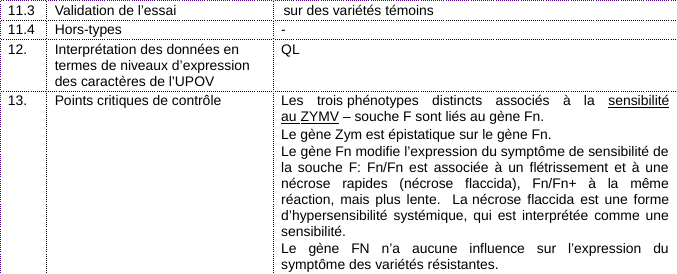 11.3 Validation de l’essai sur des variétés témoins
11.4 Hors-types -
12. Interprétation des données en QL
termes de niveaux d’expression
des caractères de l’UPOV
13. Points critiques de contrôle Les trois phénotypes distincts associés à la sensibilité
au ZYMV – souche F sont liés au gène Fn.
Le gène Zym est épistatique sur le gène Fn.
Le gène Fn modifie l’expression du symptôme de sensibilité de
la souche F: Fn/Fn est associée à un flétrissement et à une
nécrose rapides (nécrose flaccida), Fn/Fn+ à la même
réaction, mais plus lente. La nécrose flaccida est une forme
d’hypersensibilité systémique, qui est interprétée comme une
sensibilité.
Le gène FN n’a aucune influence sur l’expression du
symptôme des variétés résistantes.